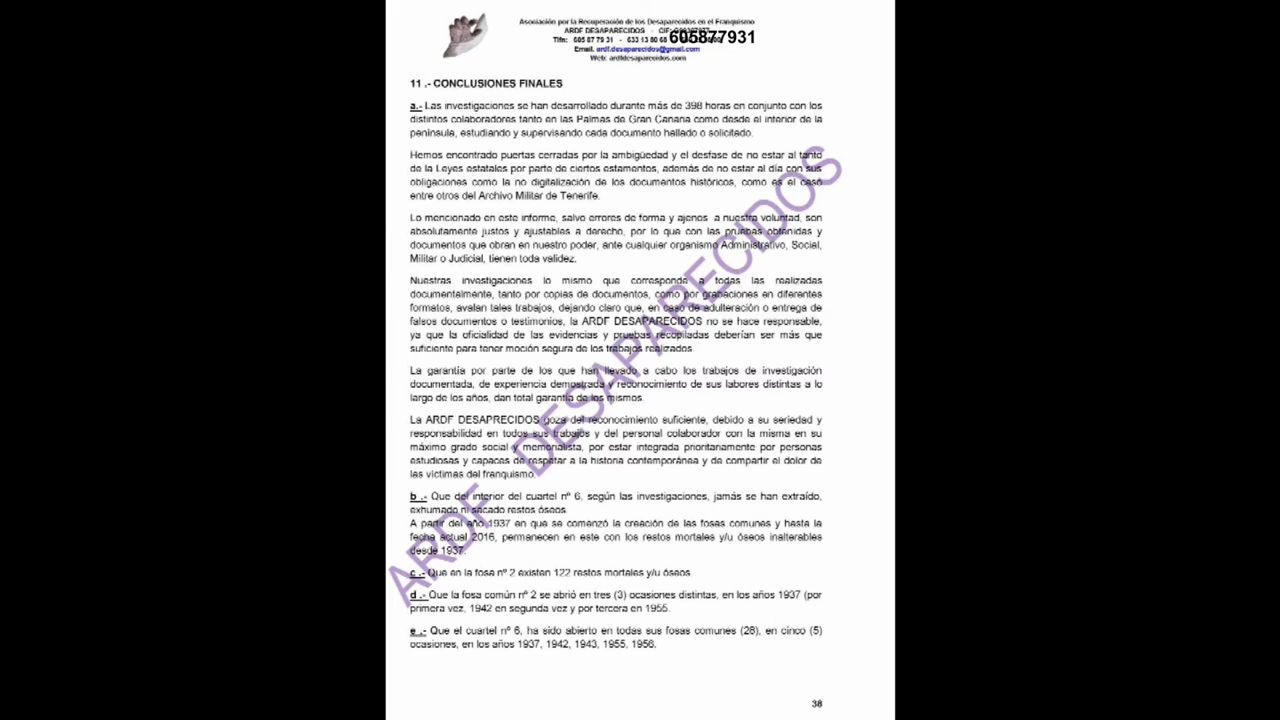 Asociación por la Recuperación de los Desaparecidos en el Franquismo
ARDF DESAPARECIDOS - CIF:
Tlfn: 605 87 79 31 - 633 13 80 68
605877931
Email. ardf.desaparecidos@gmail.com
Web: ardfdesaparecidos.com
11 .- CONCLUSIONES FINALES
a.- Las investigaciones se han desarrollado durante más de 398 horas en conjunto con los
distintos colaboradores tanto en las Palmas de Gran Canaria como desde el interior de la
península, estudiando y supervisando cada documento hallado o solicitado.
Hemos encontrado puertas cerradas por la ambigüedad y el desfase de no estar al tanto
de la Leyes estatales por parte de ciertos estamentos, además de no estar al día con sus
obligaciones como la no digitalización de los documentos históricos, como es el caso
entre otros del Archivo Militar de Tenerife.
Lo mencionado en este informe, salvo errores de forma y ajenos a nuestra voluntad, son
absolutamente justos y ajustables a derecho, por lo que con las pruebas obtenidas y
documentos que obran en nuestro poder, ante cualquier organismo Administrativo, Social,
Militar o Judicial, tienen toda validez.
Nuestras investigaciones lo mismo que corresponde a todas las realizadas
documentalmente, tanto por copias de documentos, como por grabaciones en diferentes
formatos, avalan tales trabajos, dejando claro que, en caso de adulteración o entrega de
falsos documentos o testimonios, la ARDF DESAPARECIDOS no se hace responsable,
ya que la oficialidad de las evidencias y pruebas recopiladas deberían ser más que
suficiente para tener moción segura de los trabajos realizados.
La garantía por parte de los que han llevado a cabo los trabajos de investigación
documentada, de experiencia demostrada y reconocimiento de sus labores distintas a lo
largo de los años, dan total garantía de los mismos.
La ARDF DESAPRECIDOS goza del reconocimiento suficiente, debido a su seriedad y
responsabilidad en todos sus trabajos y del personal colaborador con la misma en su
máximo grado social y memorialista, por estar integrada prioritariamente por personas
estudiosas y capaces de respetar a la historia contemporánea y de compartir el dolor de
las víctimas del franquismo.
b .- Que del interior del cuartel nº 6, según las investigaciones, jamás se han extraído,
exhumado ni sacado restos óseos.
A partir del año 1937 en que se comenzó la creación de las fosas comunes y hasta la
fecha actual 2016, permanecen en este con los restos mortales y/u óseos inalterables
desde 1937.
c .- Que en la fosa nº 2 existen 122 restos mortales y/u óseos.
d .- Que la fosa común nº 2 se abrió en tres (3) ocasiones distintas, en los años 1937 (por
primera vez, 1942 en segunda vez y por tercera en 1955.
e .- Que el cuartel nº 6, ha sido abierto en todas sus fosas comunes (28), en cinco (5)
ocasiones, en los años 1937, 1942, 1943, 1955, 1956.
ARDF DESAPARECIDOS
38